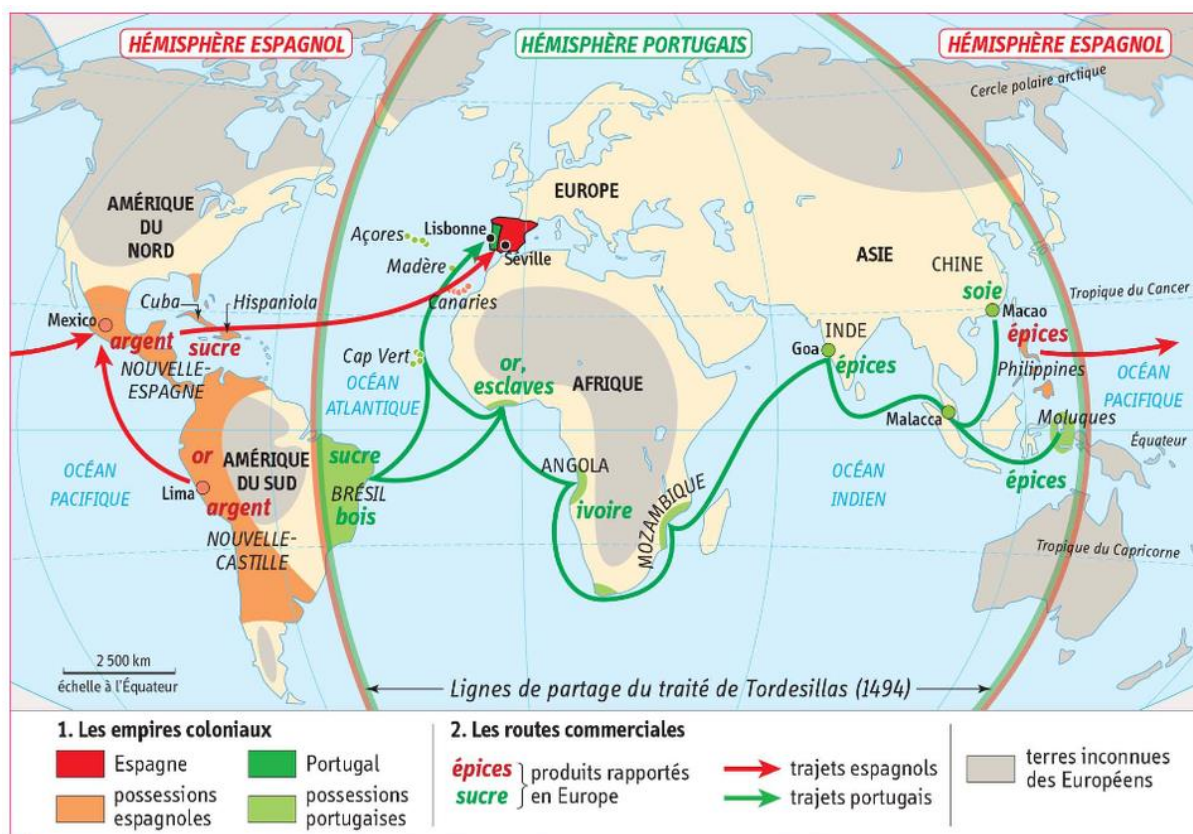 HÉMISPHÈRE ESPAGNOL
HÉMISPHÈRE PORTUGAIS
HÉMISPHÈRE ESPAGNOL
Cercle polaire arctique
AMÉRIQUE
DU
NORD
EUROPE
ASIE
Açores
Lisbonne
Séville
Madère
Canaries
CHINE
soie
Macao
Tropique du Cancer
Cuba
Hispaniola
Mexico
argent
sucre
NOUVELLE-
ESPAGNE
Cap Vert
OCÉAN
ATLANTIQUE
or,
esclaves
AFRIQUE
INDE
Goa
épices
épices
Philippines
OCÉAN
PACIFIQUE
Malacca
Moluques
Équateur
OCÉAN
PACIFIQUE
or
Lima
AMÉRIQUE
DU SUD
argent
NOUVELLE-
CASTILLE
sucre
BRÉSIL
bois
ANGOLA
ivoire
MOZAMBIQUE
OCÉAN
INDIEN
épices
Tropique du Capricorne
2 500 km
échelle à l'Équateur
Lignes de partage du traité de Tordesillas (1494)
1. Les empires coloniaux
Espagne
Portugal
possessions
espagnoles
possessions
portugaises
2. Les routes commerciales
épices
sucre
produits rapportés
en Europe
trajets espagnols
trajets portugais
terres inconnues
des Européens